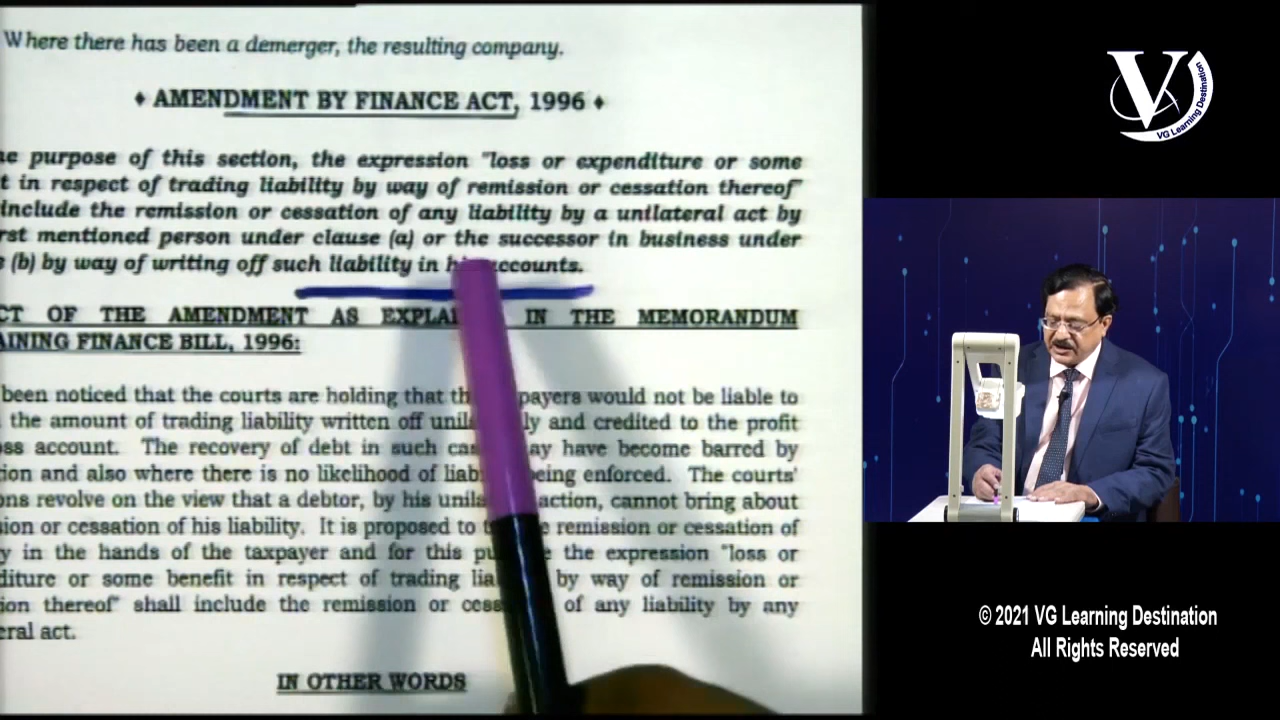 Where there has been a demerger, the resulting company.
♦ AMENDMENT BY FINANCE ACT, 1996 ♦
purpose of this section, the expression "loss or expenditure or some
in respect of trading liability by way of remission or cessation thereof"
include the remission or cessation of any liability by a unilateral act by
mentioned person under clause (a) or the successor in business under
(b) by way of writing off such liability in accounts.
OF THE AMENDMENT AS IN THE MEMORANDUM
FINANCE BILL, 1996:
been noticed that the courts are holding that payers would not be liable to
the amount of trading liability written off and credited to the profit
account. The recovery of debt in such have become barred by
and also where there is no likelihood of being enforced. The courts'
revolve on the view that a debtor, by his action, cannot bring about
or cessation of his liability. It is proposed to remission or cessation of
in the hands of the taxpayer and for this the expression "loss or
or some benefit in respect of trading by way of remission or
thereof" shall include the remission or of any liability by any
act.
IN OTHER WORDS
V
VG Learning Destination
© 2021 VG Learning Destination
All Rights Reserved